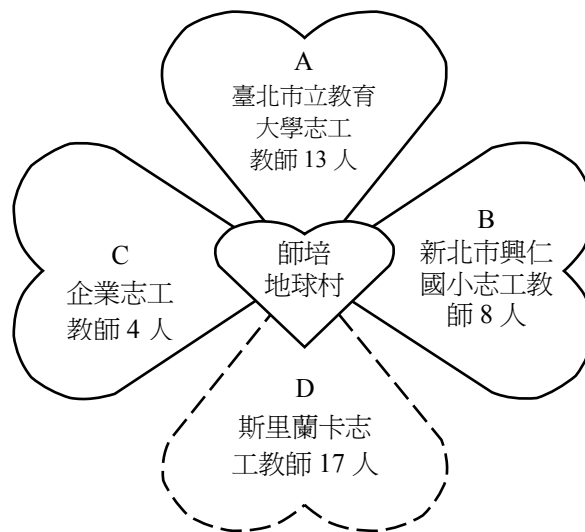 A
臺北市立教育
大學志工
教師 13 人
B
新北市興仁
國小志工教
師 8 人
C
企業志工
教師 4 人
師培
地球村
D
斯里蘭卡志
工教師 17 人